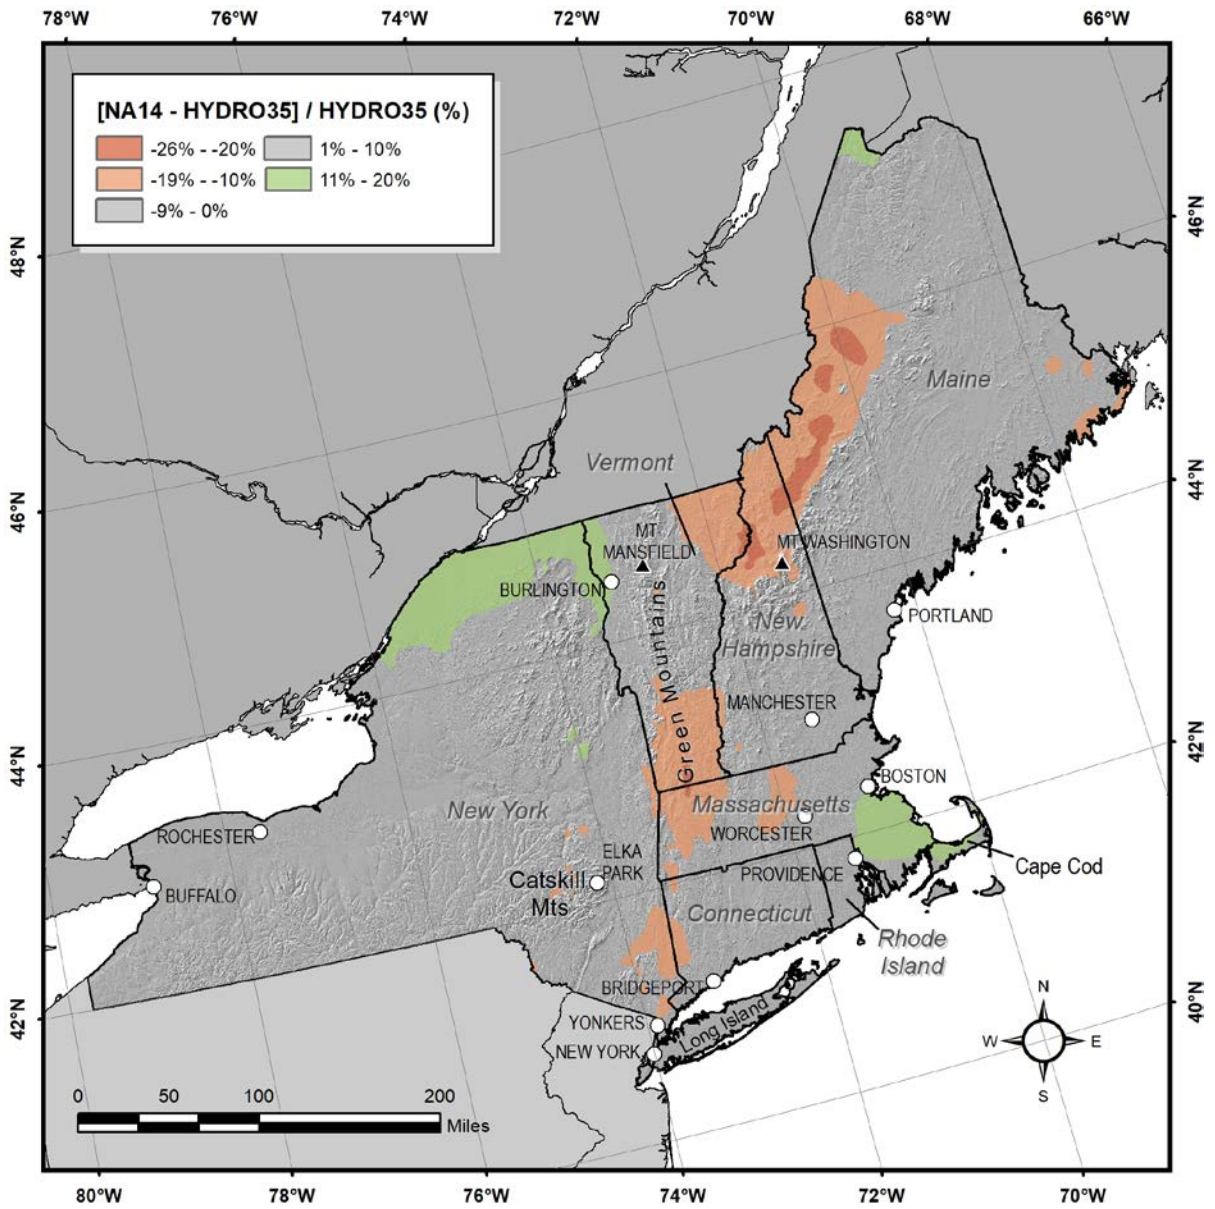 78°W 76°W 74°W 72°W 70°W 68°W 66°W
[NA14 - HYDRO35] / HYDRO35 (%)
-26% - -20% 1% - 10%
-19% - -10% 11% - 20%
-9% - 0%
48°N
46°N
44°N
42°N
46°N
44°N
42°N
40°N
Maine
Vermont
MT
MANSFIELD
MT WASHINGTON
BURLINGTON
PORTLAND
New
Hampshire
Green Mountains
MANCHESTER
BOSTON
New York
Massachusetts
ROCHESTER
WORCESTER
ELKA
PARK
Cape Cod
Catskill
Mts
PROVIDENCE
BUFFALO
Connecticut
Rhode
Island
BRIDGEPORT
YONKERS
Long Island
NEW YORK
N
W E
S
0 50 100 200
Miles
80°W 78°W 76°W 74°W 72°W 70°W